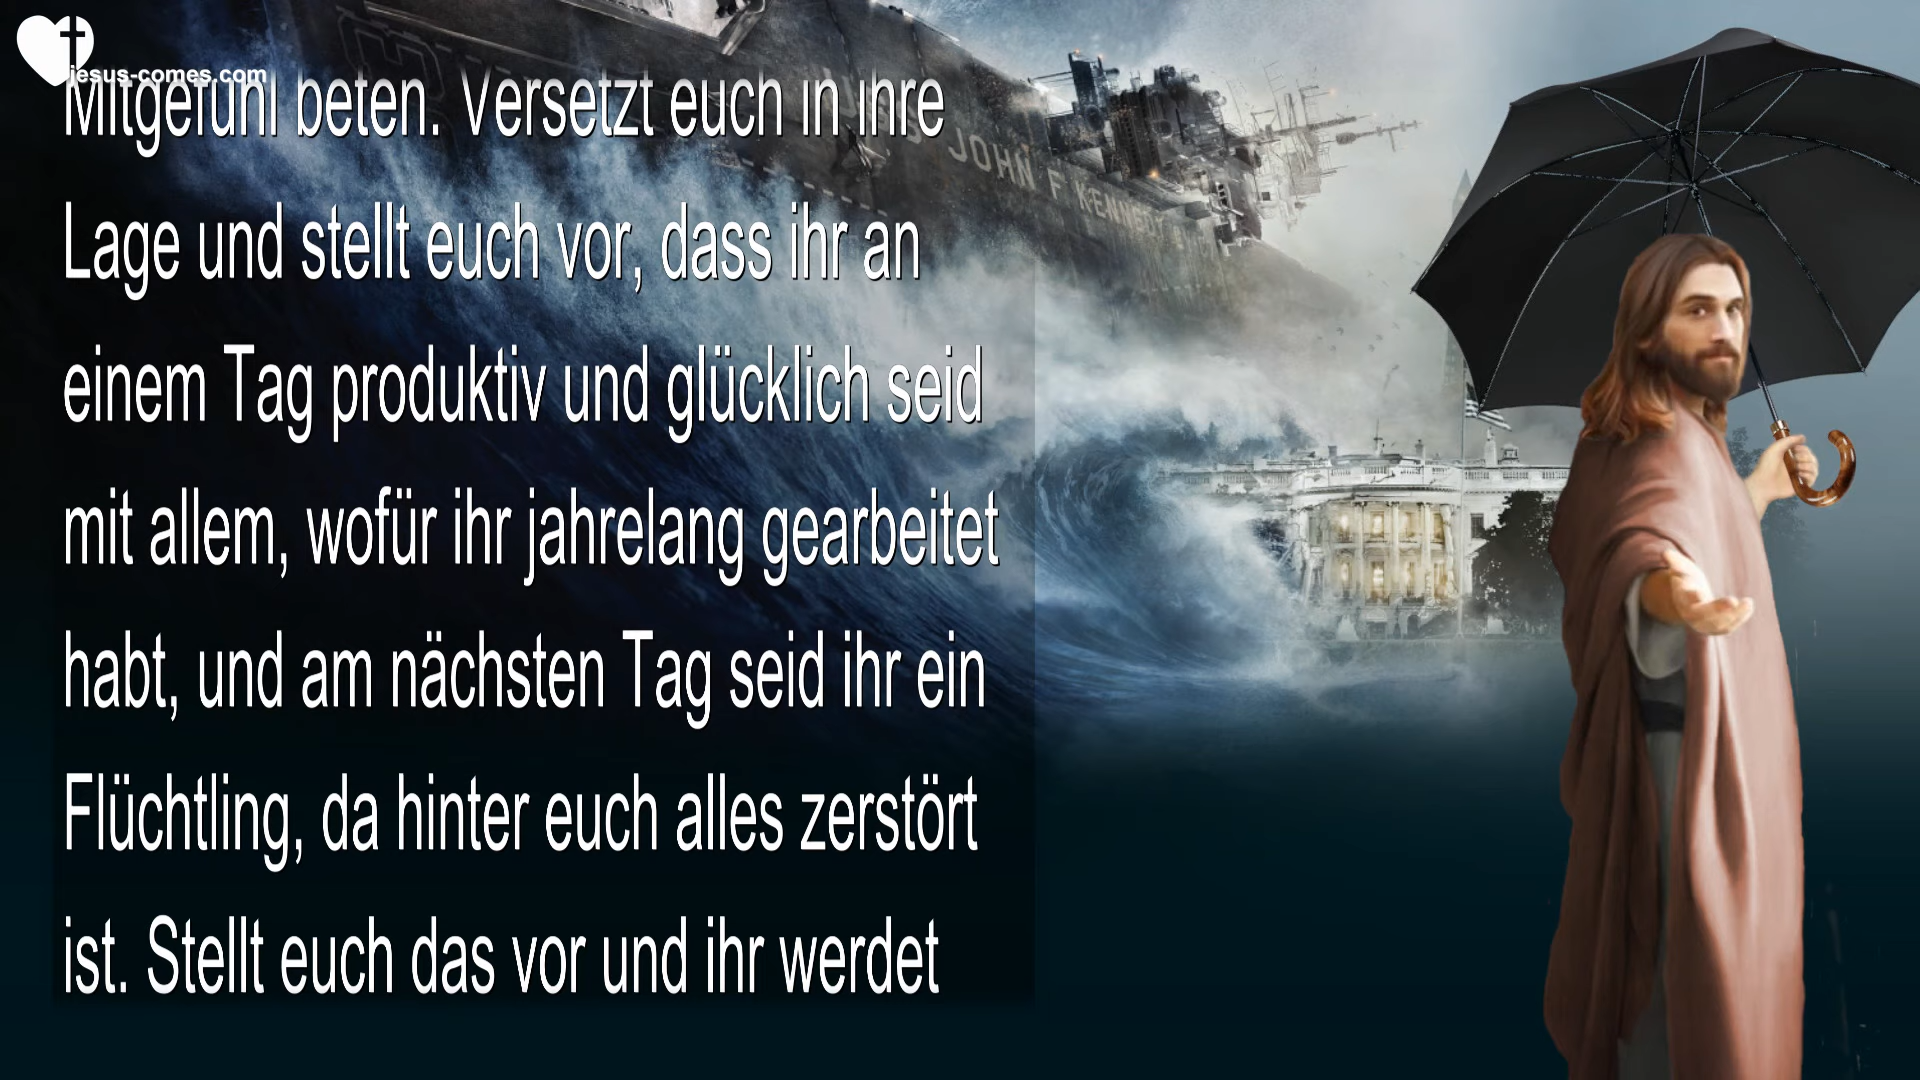 jesus-comes.com
Mitgefühl beten. Versetzt euch in ihre
Lage und stellt euch vor, dass ihr an
einem Tag produktiv und glücklich seid
mit allem, wofür ihr jahrelang gearbeitet
habt, und am nächsten Tag seid ihr ein
Flüchtling, da hinter euch alles zerstört
ist. Stellt euch das vor und ihr werdet
JOHN F KENNEDY